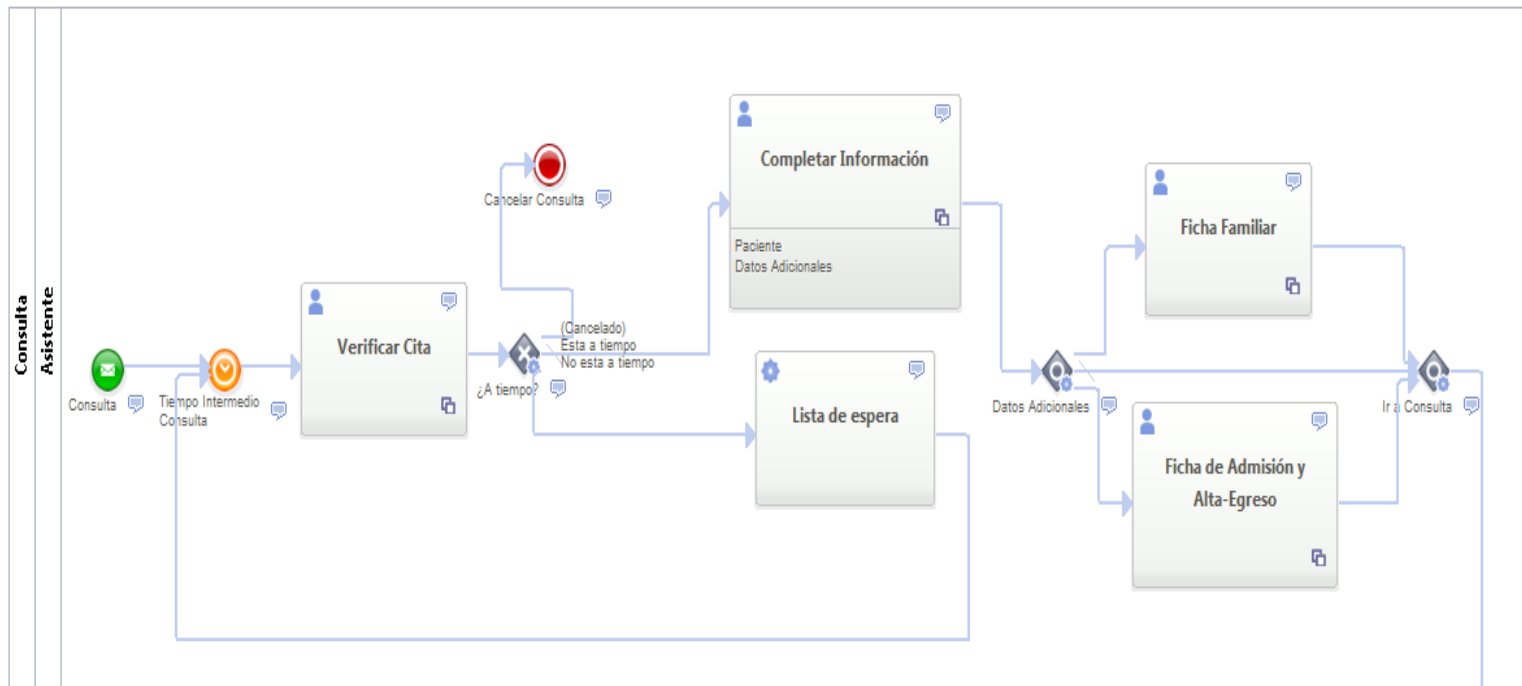 Consulta
Asistente
Consulta
Tiempo Intermedio
Consulta
Verificar Cita
¿A tiempo?
(Cancelado)
Esta a tiempo
No esta a tiempo
Cancelar Consulta
Completar Información
Paciente
Datos Adicionales
Lista de espera
Datos Adicionales
Ficha Familiar
Ficha de Admisión y
Alta-Egreso
Ir a Consulta